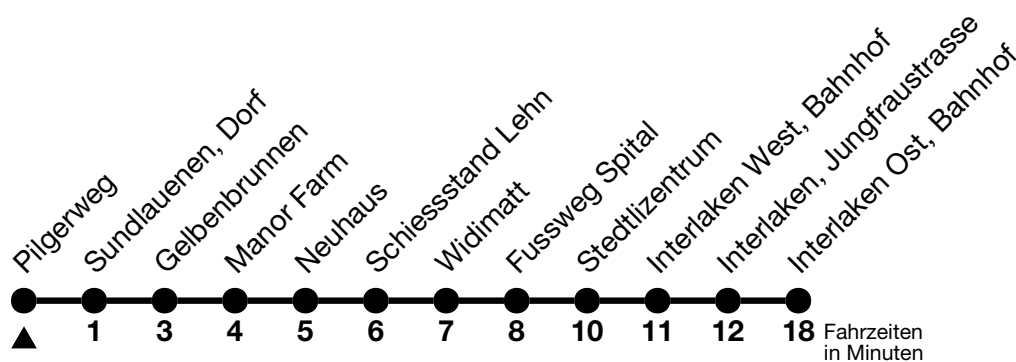 Pilgerweg
Sundlauenen, Dorf
Gelbenbrunnen
Manor Farm
Neuhaus
Schiessstand Lehn
Widimatt
Fussweg Spital
Stedtlizentrum
Interlaken West, Bahnhof
Interlaken, Jungfraustrasse
Interlaken Ost, Bahnhof
1 3 4 5 6 7 8 10 11 12 18
Fahrzeiten
in Minuten